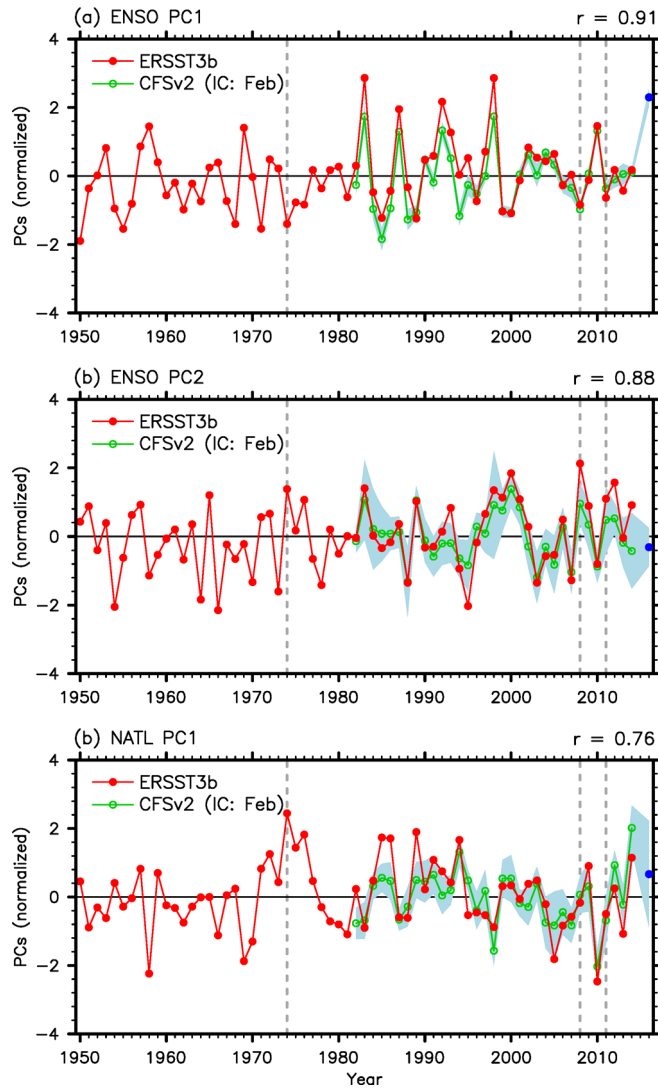 (a) ENSO PC1 r = 0.91
4
ERSST3b
CFSv2 (IC: Feb)
2
0
−2
−4
PCs (normalized)
1950 1960 1970 1980 1990 2000 2010
(b) ENSO PC2 r = 0.88
4
ERSST3b
CFSv2 (IC: Feb)
2
0
−2
−4
PCs (normalized)
1950 1960 1970 1980 1990 2000 2010
(b) NATL PC1 r = 0.76
4
ERSST3b
CFSv2 (IC: Feb)
2
0
−2
−4
PCs (normalized)
1950 1960 1970 1980 1990 2000 2010
Year